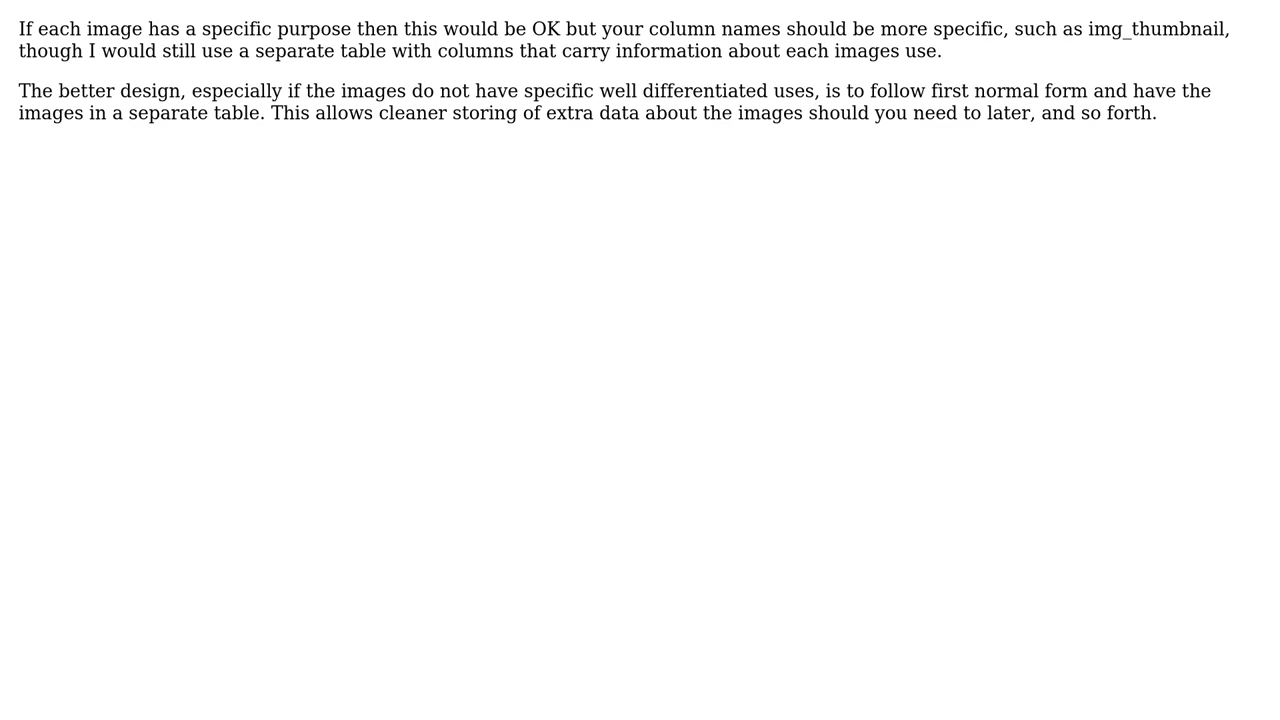 If each image has a specific purpose then this would be OK but your column names should be more specific, such as img_thumbnail,
though I would still use a separate table with columns that carry information about each images use.
The better design, especially if the images do not have specific well differentiated uses, is to follow first normal form and have the
images in a separate table. This allows cleaner storing of extra data about the images should you need to later, and so forth.